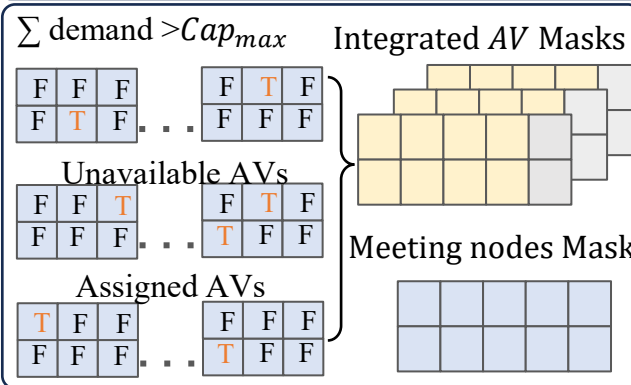 ∑ demand >Cap_max
Integrated AV Masks
F F F F T F
F T F . . . F F F
Unavailable AVs
F F T F T F
F F F . . . T F F
Meeting nodes Mask
Assigned AVs
T F F F F F
F F F . . . T F F